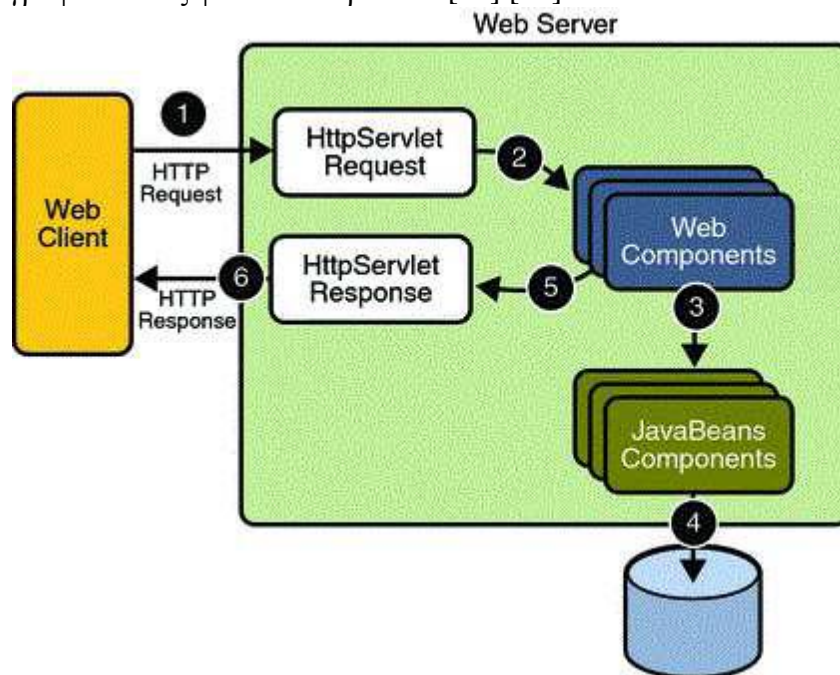 Web Server
1
HTTP
Request
HttpServlet
Request
2
Web
Client
Web
Components
6
HTTP
Response
HttpServlet
Response
5
3
JavaBeans
Components
4